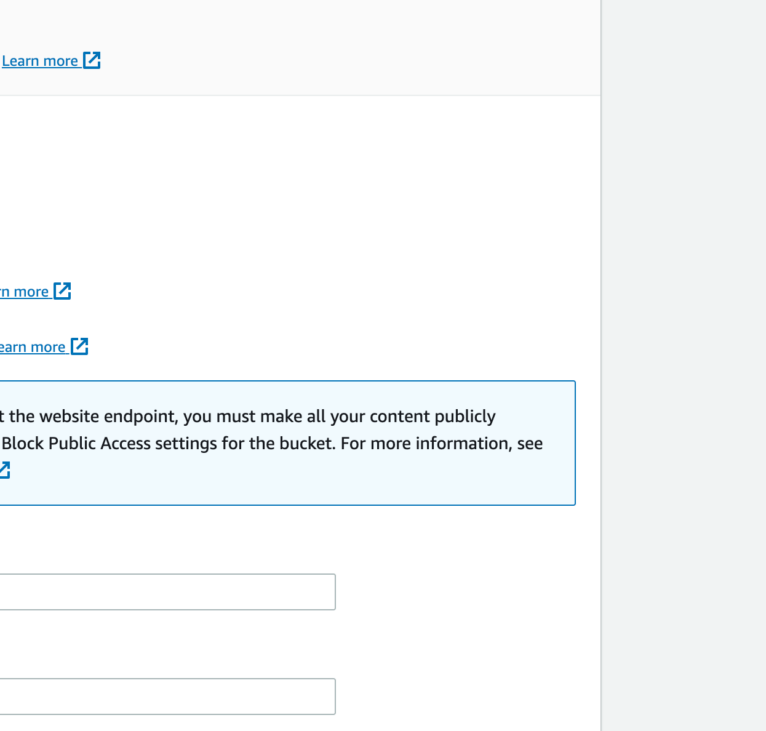 Learn more
n more
earn more
t the website endpoint, you must make all your content publicly
Block Public Access settings for the bucket. For more information, see